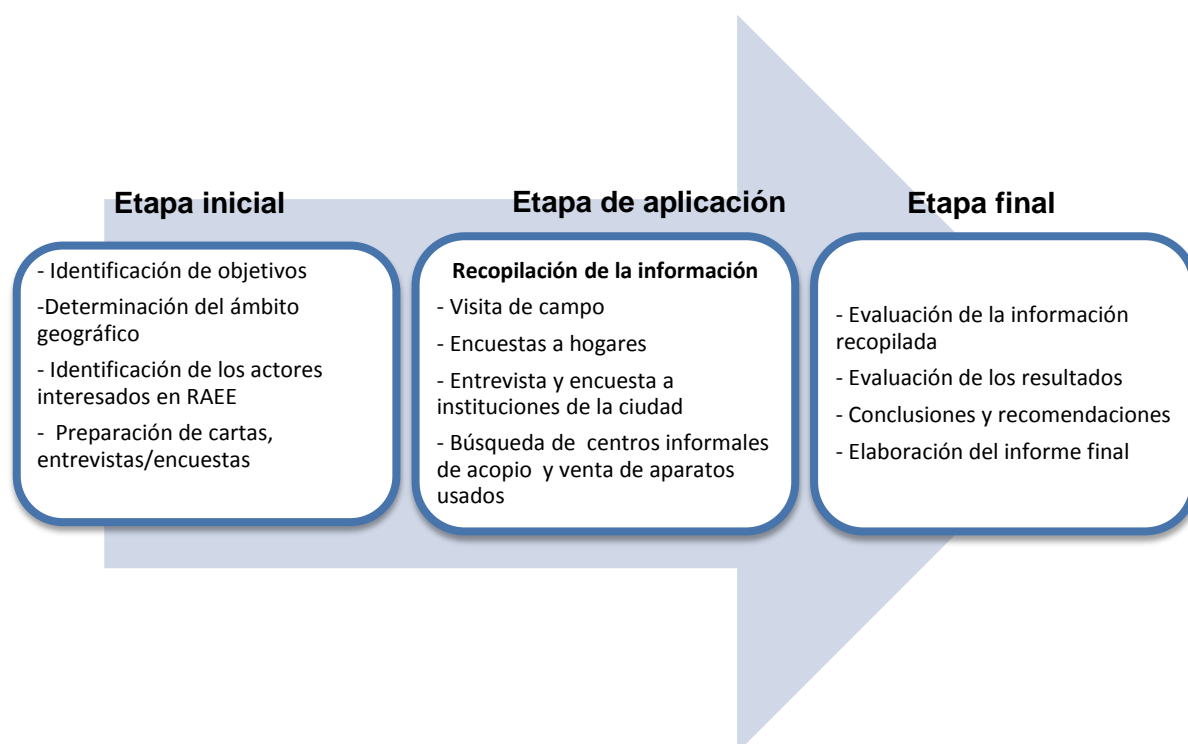 Etapa inicial
- Identificación de objetivos
-Determinación del ámbito
geográfico
- Identificación de los actores
interesados en RAEE
- Preparación de cartas,
entrevistas/encuestas
Etapa de aplicación
Recopilación de la información
- Visita de campo
- Encuestas a hogares
- Entrevista y encuesta a
instituciones de la ciudad
- Búsqueda de centros informales
de acopio y venta de aparatos
usados
Etapa final
- Evaluación de la información
recopilada
- Evaluación de los resultados
- Conclusiones y recomendaciones
- Elaboración del informe final